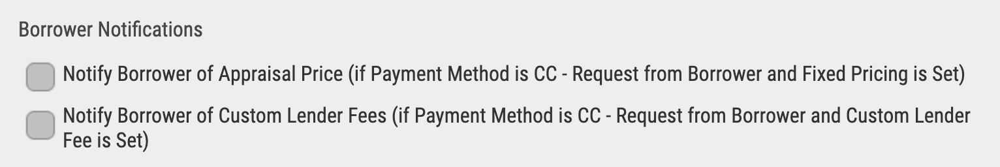 Borrower Notifications
Notify Borrower of Appraisal Price (if Payment Method is CC - Request from Borrower and Fixed Pricing is Set)
Notify Borrower of Custom Lender Fees (if Payment Method is CC - Request from Borrower and Custom Lender
Fee is Set)